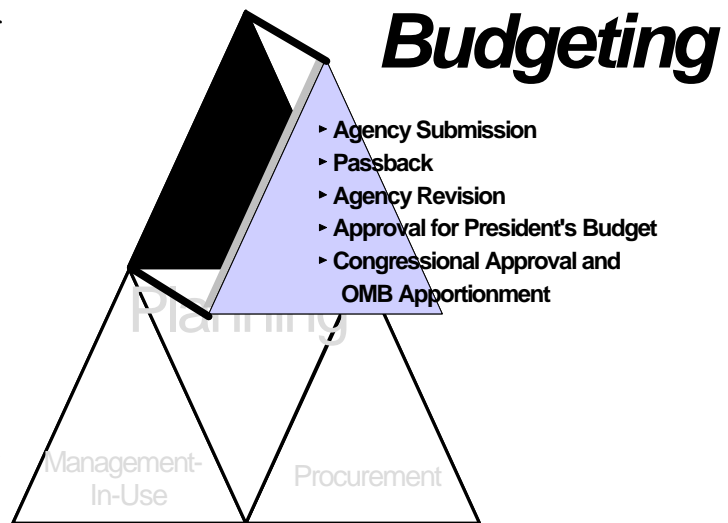 Budgeting
▸ Agency Submission
▸ Passback
▸ Agency Revision
▸ Approval for President's Budget
▸ Congressional Approval and
OMB Apportionment
Planning
Management-
In-Use
Procurement